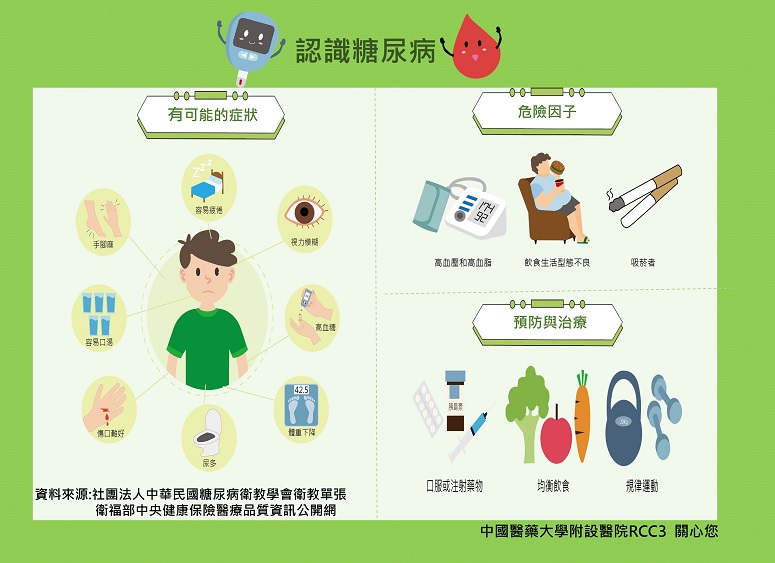 認識糖尿病
有可能的症狀
Z Z Z
容易疲倦
手腳麻
視力模糊
容易口渴
高血糖
傷口難好
42.5
體重下降
尿多
資料來源:社團法人中華民國糖尿病衛教學會衛教單張
衛福部中央健康保險醫療品質資訊公開網
危險因子
174
92
高血壓和高血脂
飲食生活型態不良
吸菸者
預防與治療
胰島素
口服或注射藥物
均衡飲食
規律運動
中國醫藥大學附設醫院RCC3 關心您